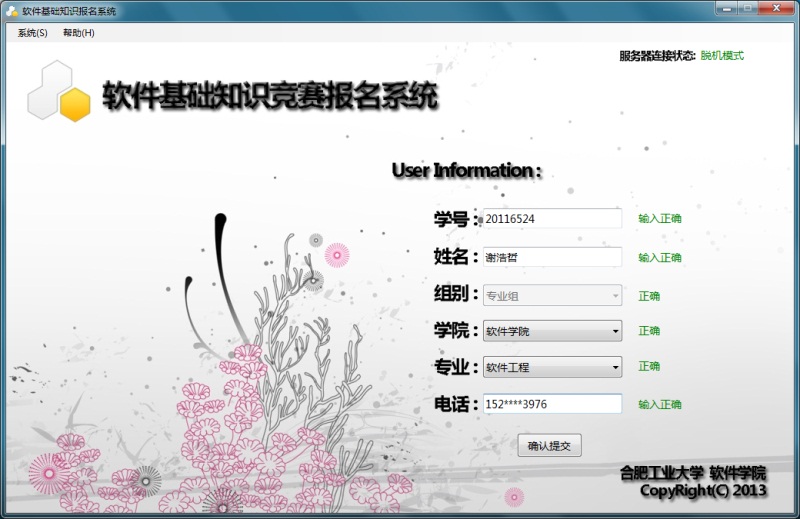 软件基础知识报名系统
系统(S) 帮助(H)
服务器连接状态: 脱机模式
软件基础知识竞赛报名系统
User Information :
学号 : 20116524 输入正确
姓名 : 谢浩哲 输入正确
组别 : 专业组 正确
学院 : 软件学院 正确
专业 : 软件工程 正确
电话 : 152****3976 输入正确
确认提交
合肥工业大学 软件学院
CopyRight(C) 2013